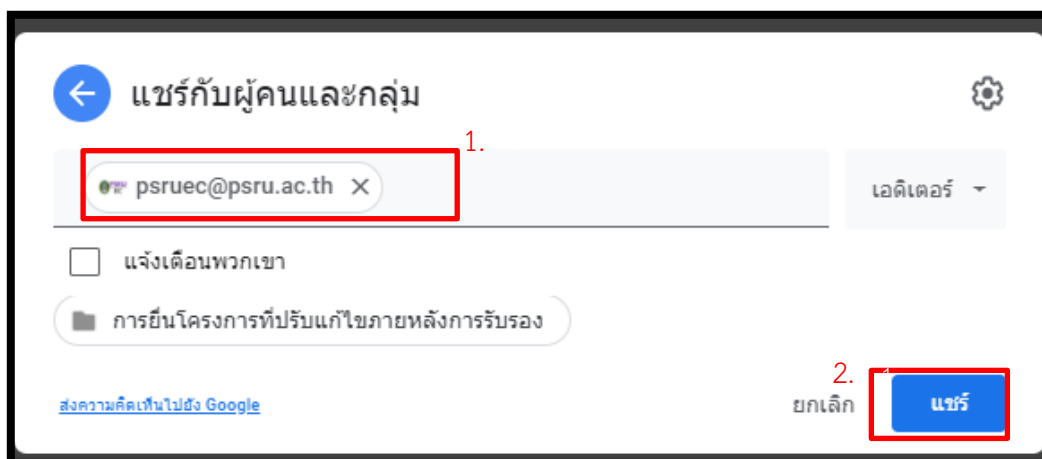 แชร์กับผู้คนและกลุ่ม
1.
psruec@psru.ac.th
เอดิเตอร์
แจ้งเตือนพวกเขา
การยื่นโครงการที่ปรับแก้ไขภายหลังการรับรอง
2.
ส่งความคิดเห็นไปยัง Google
ยกเลิก
แชร์